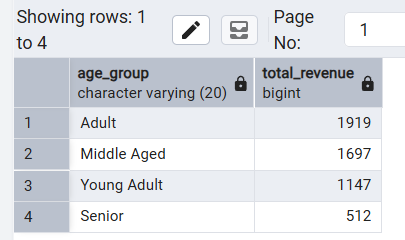 Showing rows: 1 to 4
Page No: 1
age_group character varying (20) total_revenue bigint
1 Adult 1919
2 Middle Aged 1697
3 Young Adult 1147
4 Senior 512